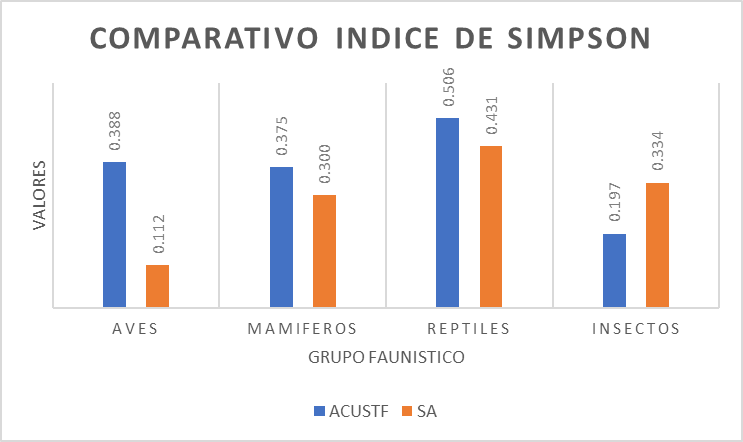 COMPARATIVO INDICE DE SIMPSON
VALORES
0.388
0.112
0.375
0.300
0.506
0.431
0.197
0.334
AVES
MAMIFEROS
REPTILES
INSECTOS
GRUPO FAUNISTICO
ACUSTF
SA